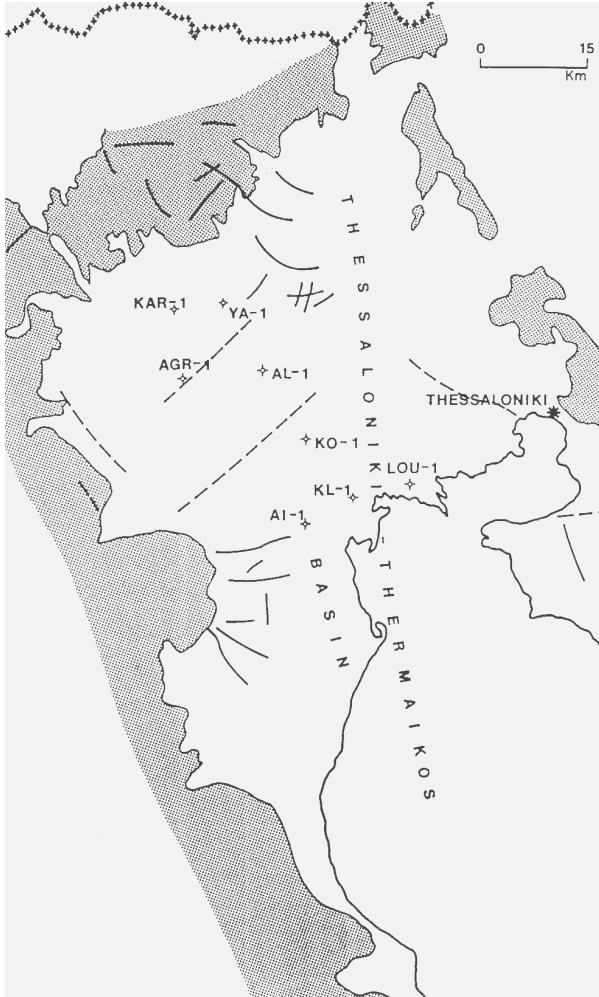 0 15
Km
THESSALONIKI - THERMAIKOS
KAR-1
YA-1
AGR-1
AL-1
THESSALONIKI
KO-1
LOU-1
KL-1
AI-1
BASIN